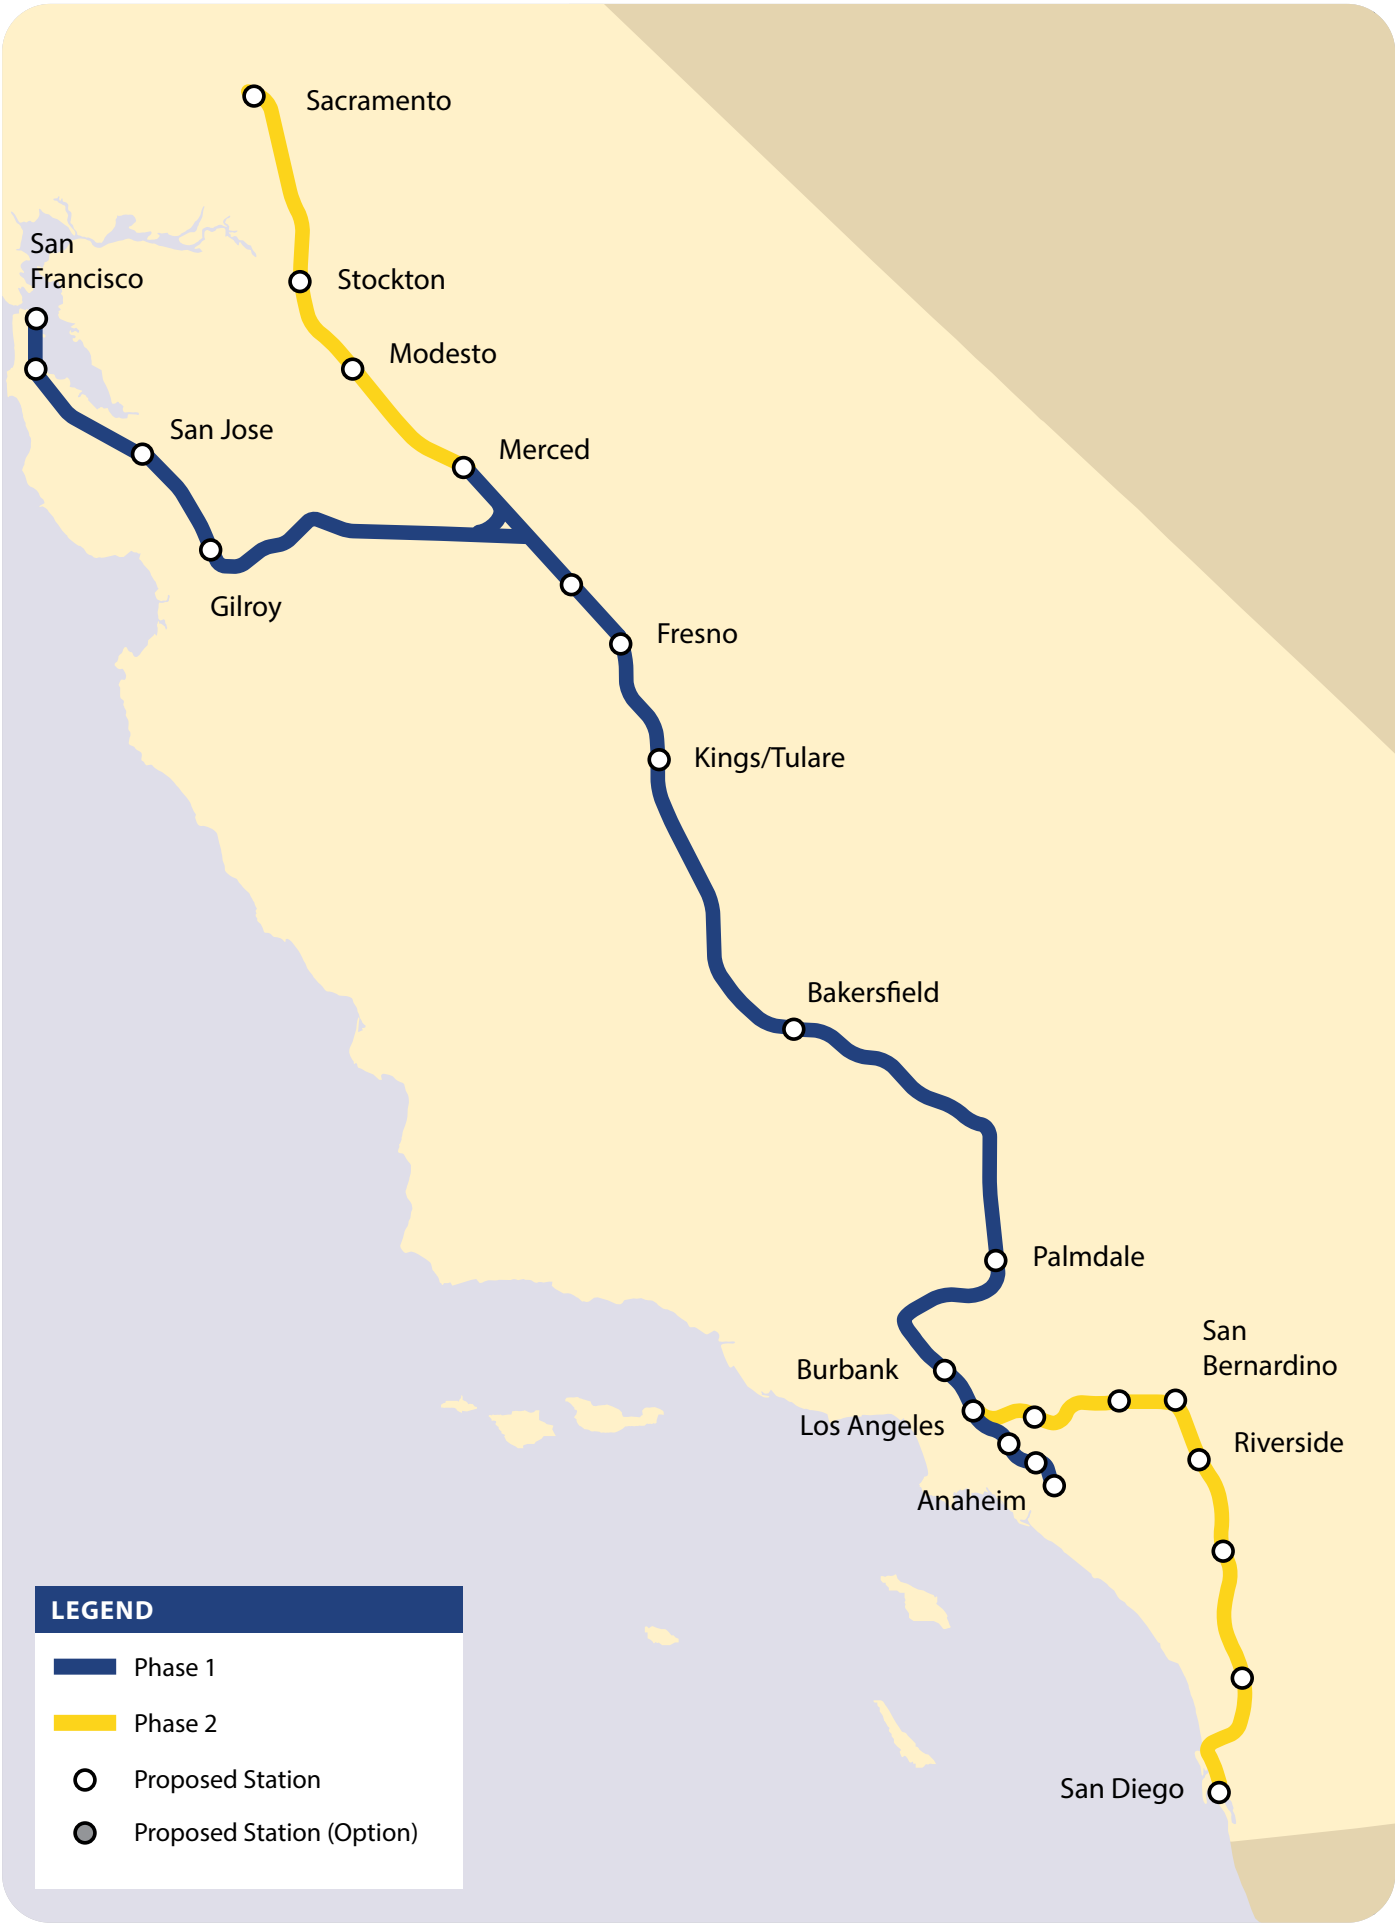 Sacramento
San
Francisco
Stockton
Modesto
San Jose
Merced
Gilroy
Fresno
Kings/Tulare
Bakersfield
Palmdale
San
Bernardino
Burbank
Los Angeles
Riverside
Anaheim
San Diego
LEGEND
Phase 1
Phase 2
Proposed Station
Proposed Station (Option)